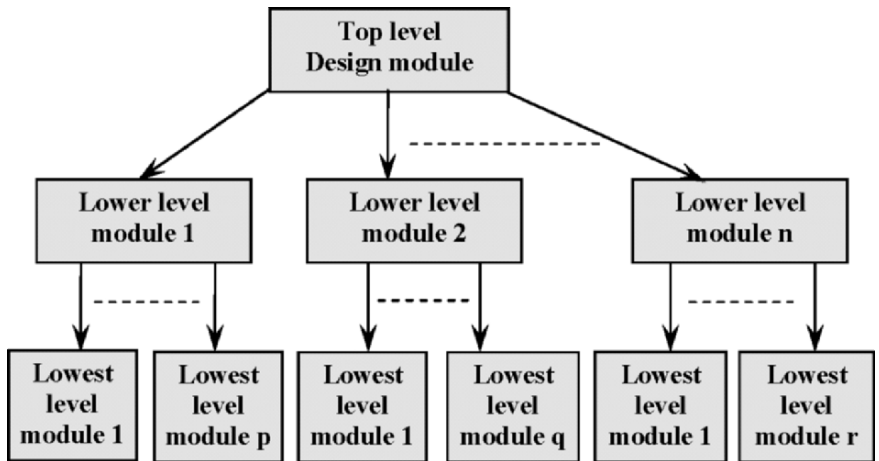 Top level
Design module
Lower level
module 1
Lower level
module 2
Lower level
module n
Lowest
level
module 1
Lowest
level
module p
Lowest
level
module 1
Lowest
level
module q
Lowest
level
module 1
Lowest
level
module r